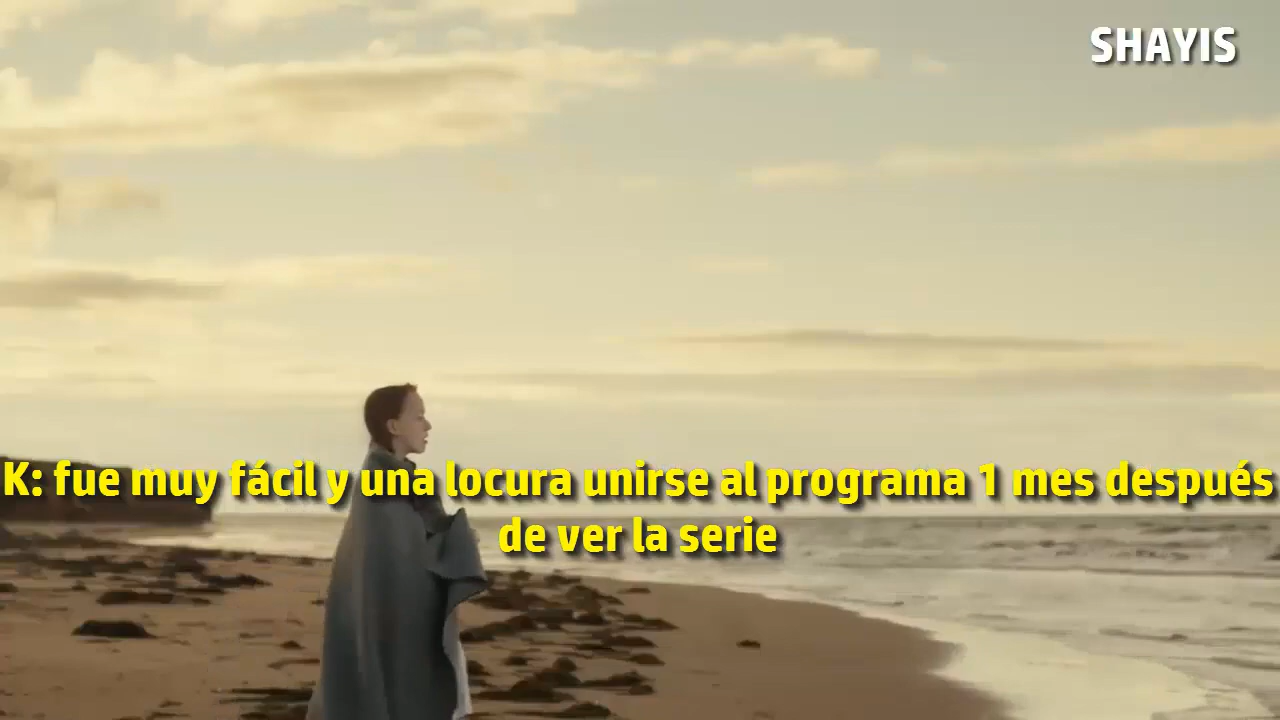 SHAYIS
K: fue muy fácil y una locura unirse al programa 1 mes después
de ver la serie